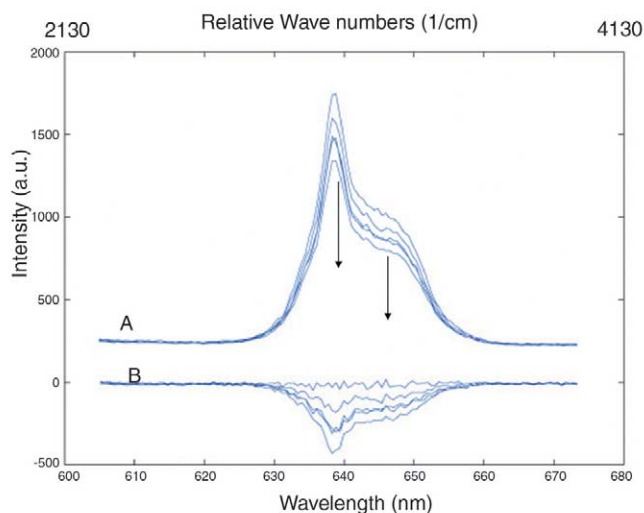 Relative Wave numbers (1/cm)
2130
4130
2000
1500
1000
500
0
-500
Intensity (a.u.)
A
B
600 610 620 630 640 650 660 670 680
Wavelength (nm)